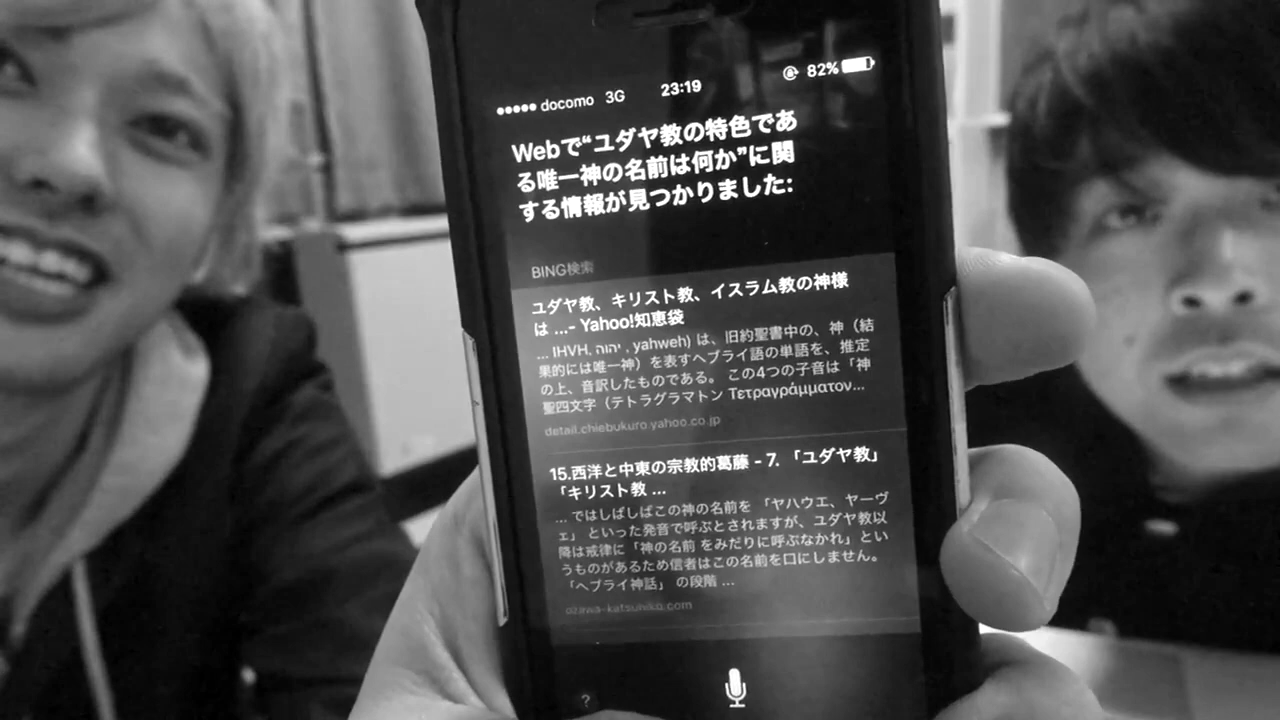 ●●●●● docomo 3G 23:19 82%
Webで“ユダヤ教の特色であ
る唯一神の名前は何か”に関
する情報が見つかりました:
BING検索
ユダヤ教、キリスト教、イスラム教の神様
は ...- Yahoo!知恵袋
... IHVH, יהוה , yahweh) は、旧約聖書中の、神（結
果的には唯一神）を表すヘブライ語の単語を、推定
の上、音訳したものである。 この4つの子音は「神
聖四文字（テトラグラマトン Τετραγράμματον...
detail.chiebukuro.yahoo.co.jp
15.西洋と中東の宗教的葛藤 - 7. 「ユダヤ教」
「キリスト教 ...
... ではしばしばこの神の名前を 「ヤハウエ、ヤーヴ
ェ」 といった発音で呼ぶとされますが、ユダヤ教以
降は戒律に「神の名前 をみだりに呼ぶなかれ」とい
うものがあるため信者はこの名前を口にしません。
「ヘブライ神話」 の段階 ...
ozawa-katsuhiko.com
?